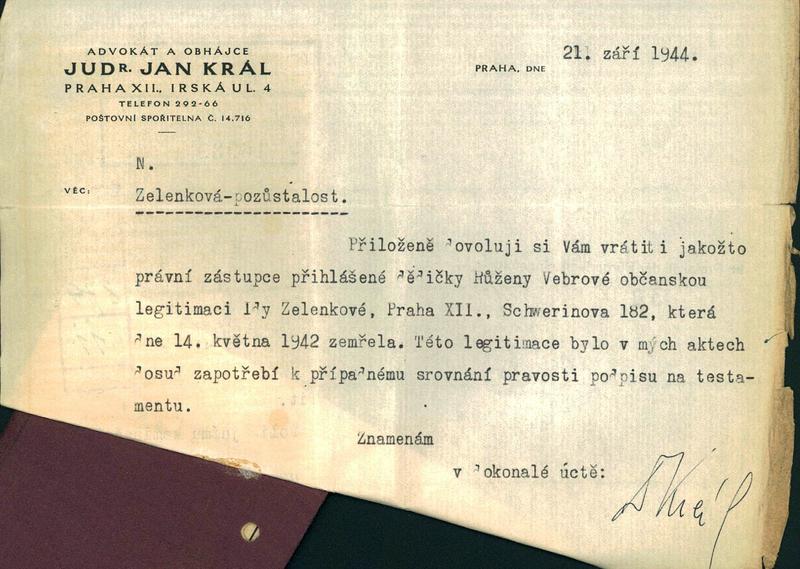 ADVOKÁT A OBHÁJCE
JUDR. JAN KRÁL
PRAHA XII., IRSKÁ UL. 4
TELEFON 292-66
POŠTOVNÍ SPOŘITELNA Č. 14.716
PRAHA, DNE 21. září 1944.
N.
VĚC: Zelenková-pozůstalost.
Přiloženě dovoluji si Vám vrátiti jakožto
právní zástupce přihlášené dědičky Růženy Vebrové občanskou
legitimaci Idy Zelenkové, Praha XII., Schwerinova 182, která
dne 14. května 1942 zemřela. Této legitimace bylo v mých aktech
dosud zapotřebí k případnému srovnání pravosti podpisu na testa-
mentu.
Znamenám
v dokonalé úctě:
DKrál